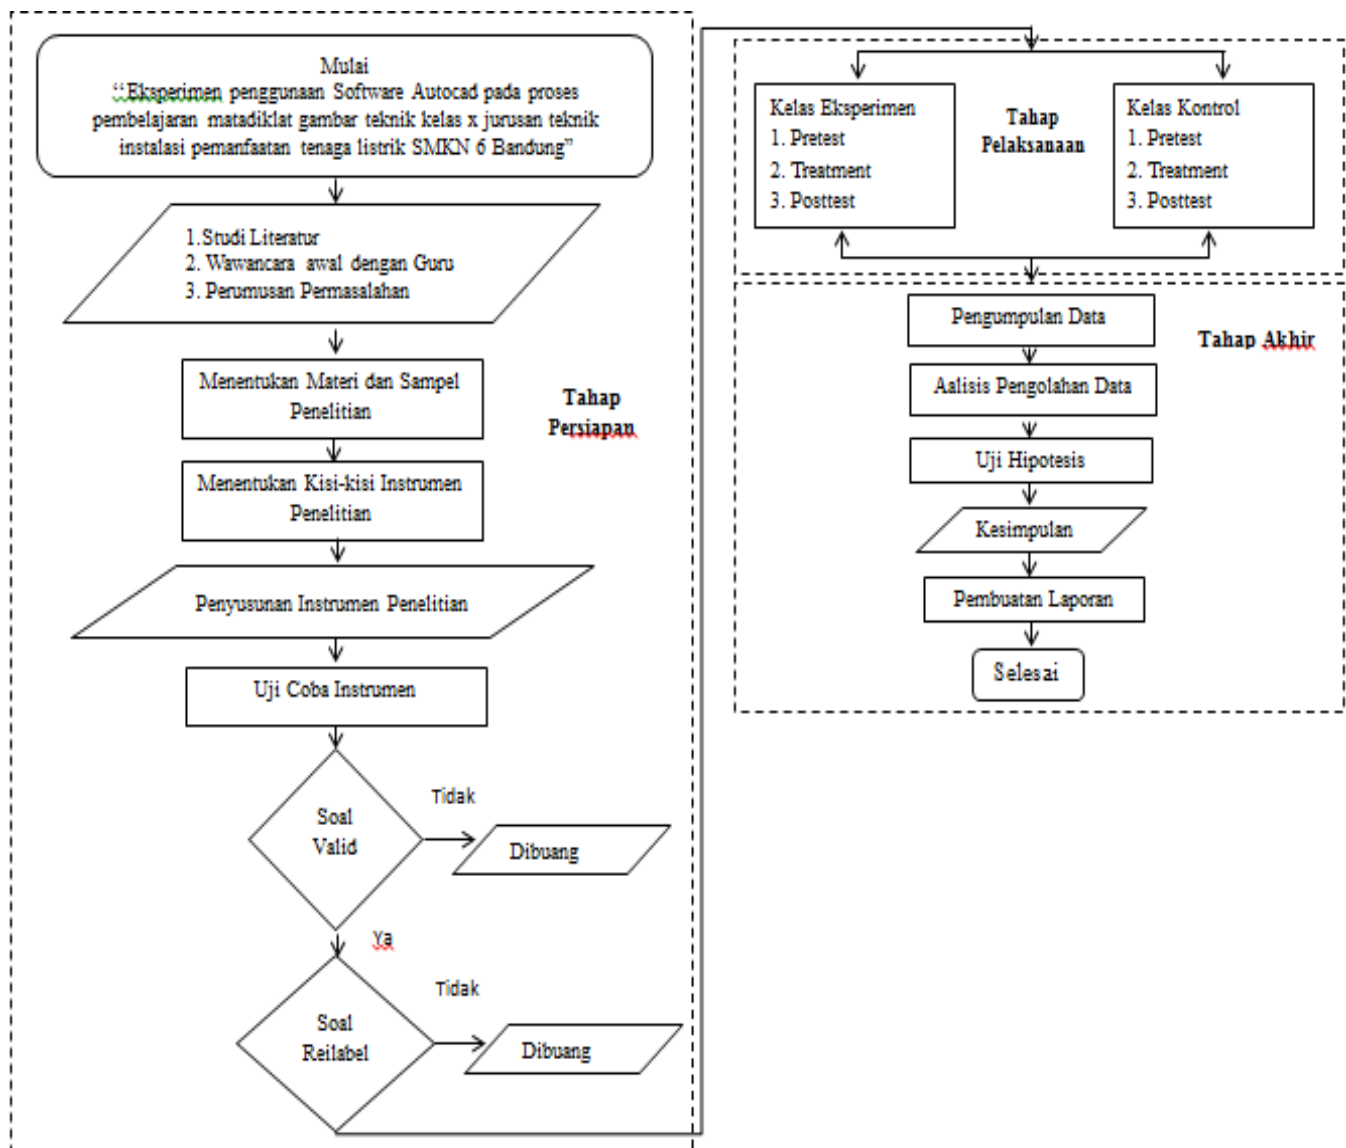 Mulai
“Eksperimen penggunaan Software Autocad pada proses
pembelajaran matadiklat gambar teknik kelas x jurusan teknik
instalasi pemanfaatan tenaga listrik SMKN 6 Bandung”
1.Studi Literatur
2. Wawancara awal dengan Guru
3. Perumusan Permasalahan
Menentukan Materi dan Sampel
Penelitian
Tahap
Persiapan
Menentukan Kisi-kisi Instrumen
Penelitian
Penyusunan Instrumen Penelitian
Uji Coba Instrumen
Soal
Valid
Tidak
Dibuang
Ya
Soal
Reilabel
Tidak
Dibuang
Kelas Eksperimen
1. Pretest
2. Treatment
3. Posttest
Tahap
Pelaksanaan
Kelas Kontrol
1. Pretest
2. Treatment
3. Posttest
Pengumpulan Data
Tahap Akhir
Aalisis Pengolahan Data
Uji Hipotesis
Kesimpulan
Pembuatan Laporan
Selesai